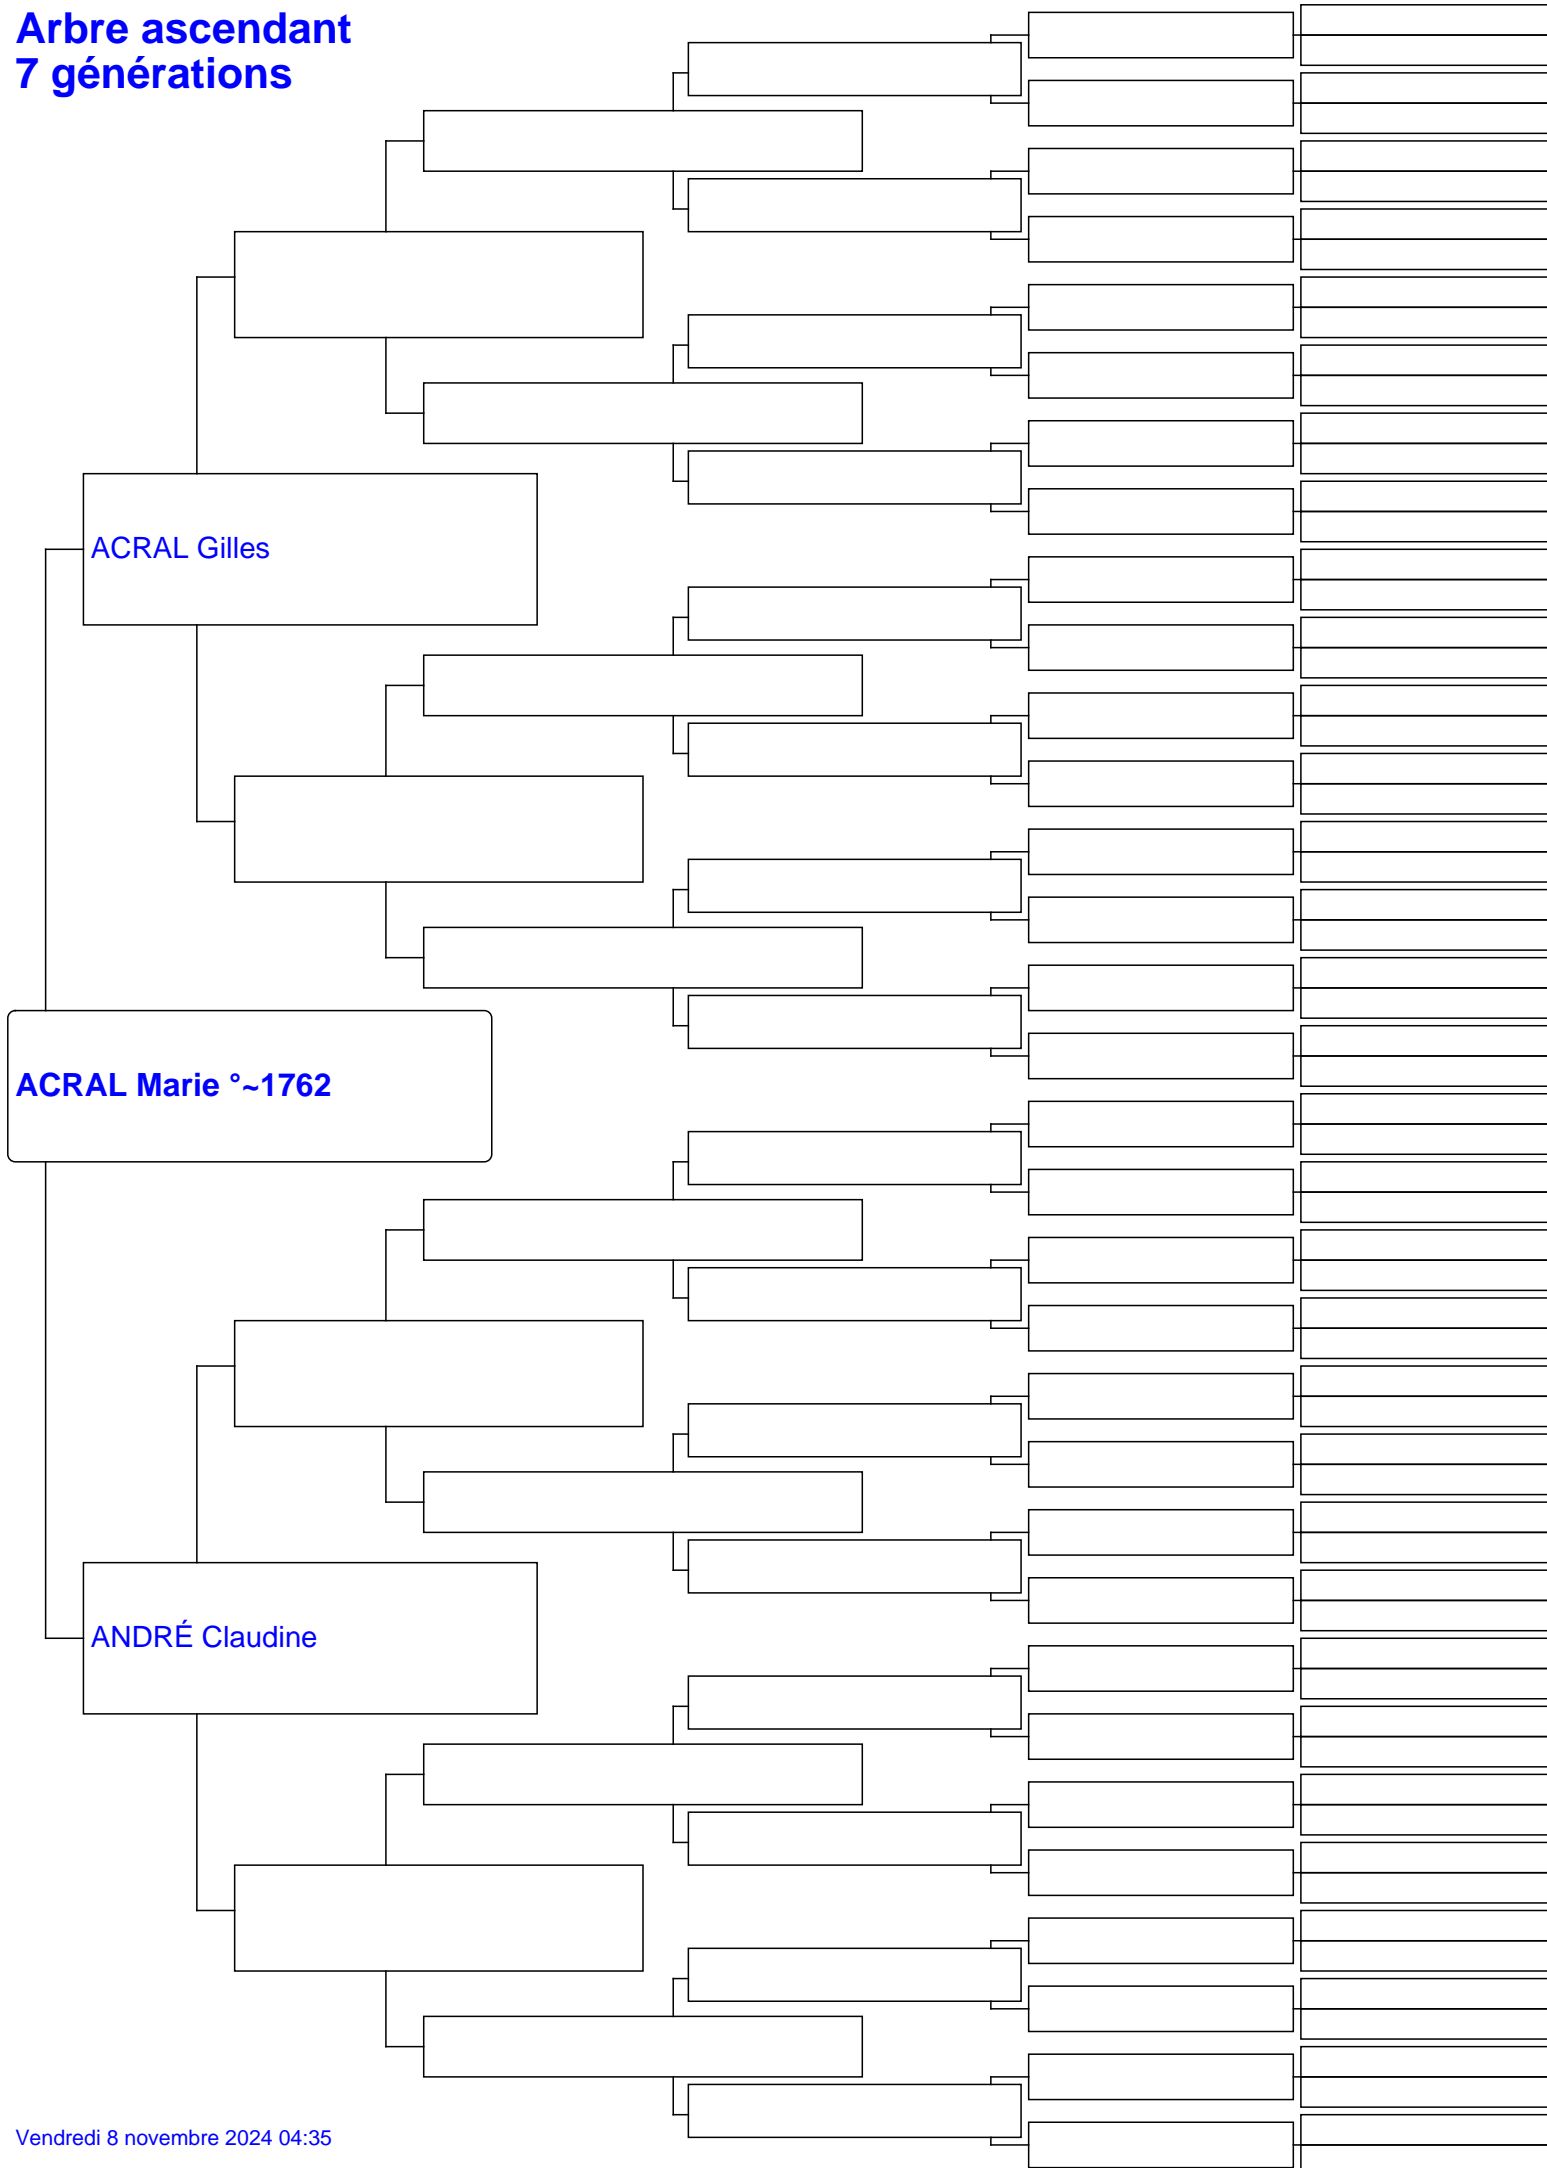 Arbre ascendant
7 générations
ACRAL Gilles
ACRAL Marie °~1762
ANDRÉ Claudine
Vendredi 8 novembre 2024 04:35